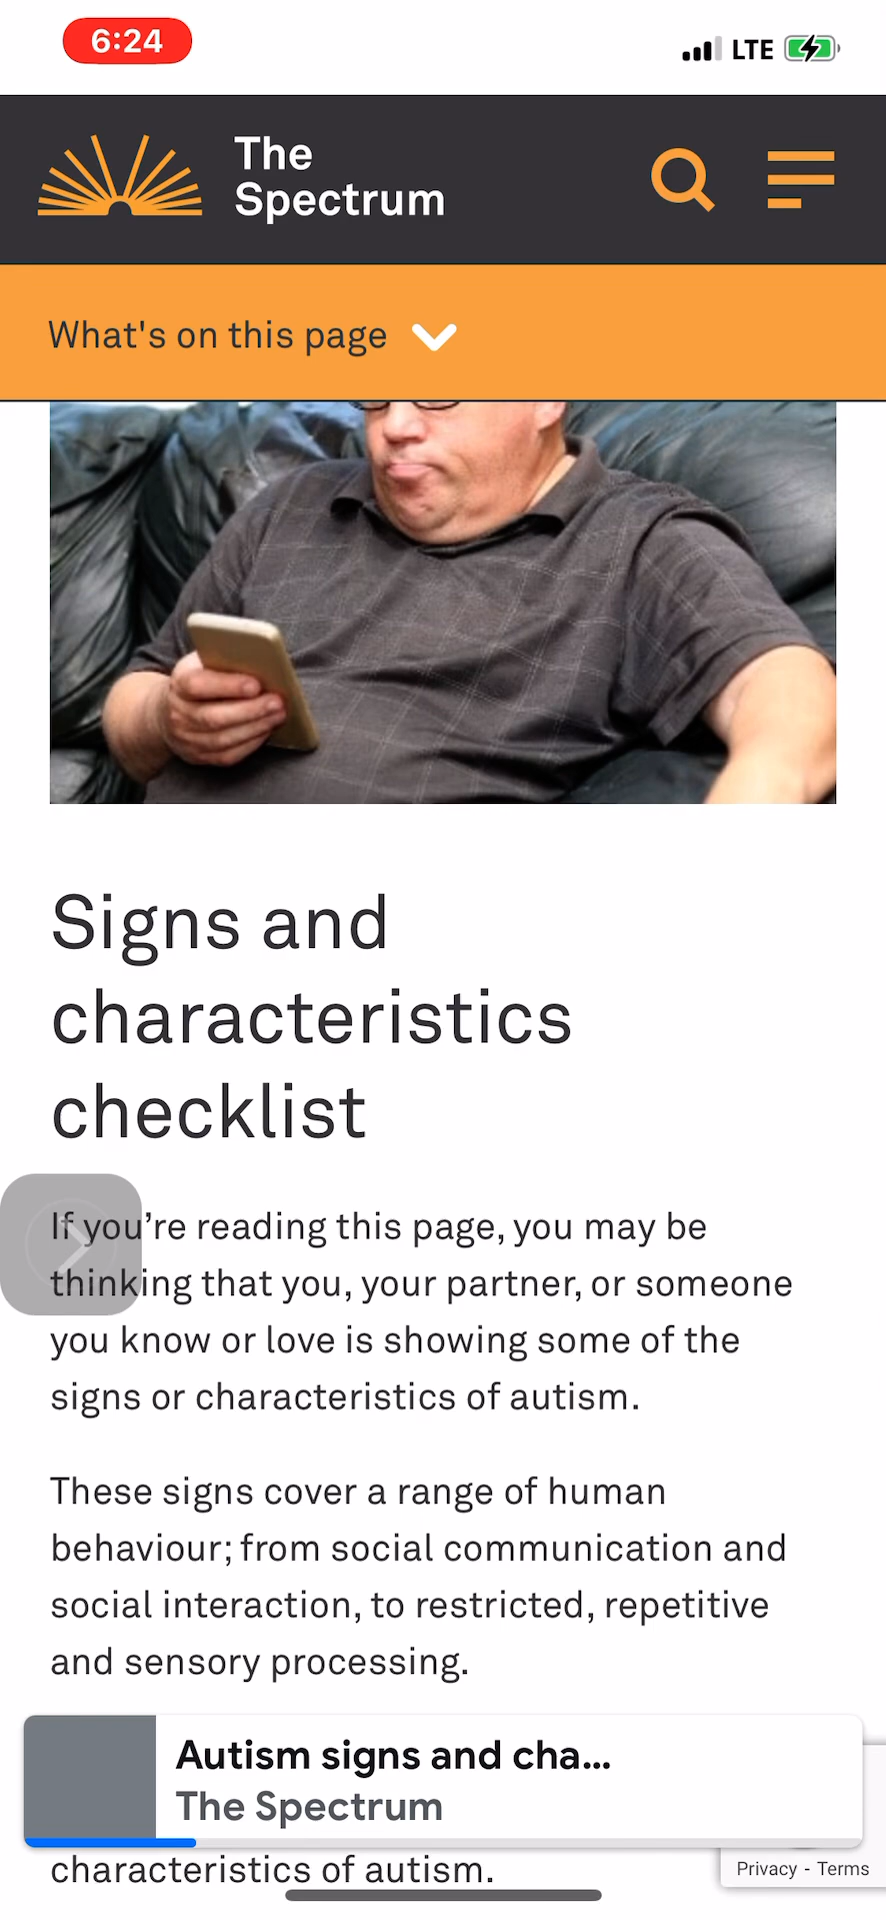 6:24
LTE
The
Spectrum
What's on this page
Signs and
characteristics
checklist
If you’re reading this page, you may be
thinking that you, your partner, or someone
you know or love is showing some of the
signs or characteristics of autism.
These signs cover a range of human
behaviour; from social communication and
social interaction, to restricted, repetitive
and sensory processing.
Autism signs and cha...
The Spectrum
characteristics of autism.
Privacy - Terms